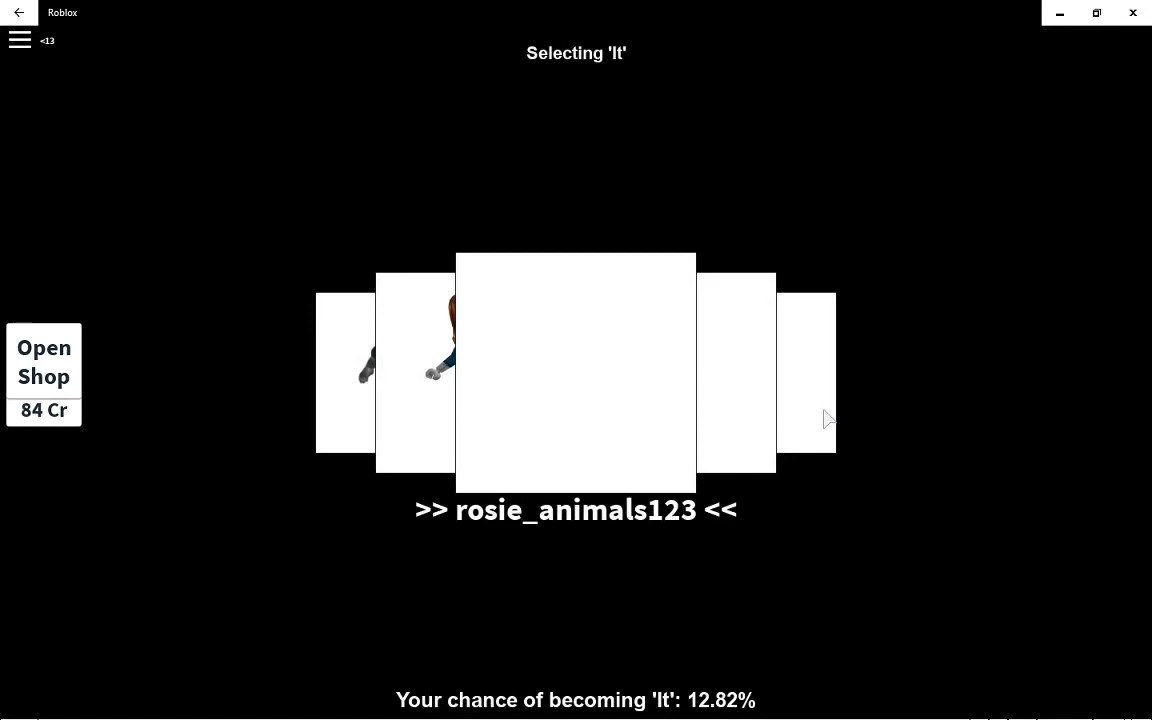 Roblox
<13
Selecting 'It'
Open
Shop
84 Cr
>> rosie_animals123 <<
Your chance of becoming 'It': 12.82%